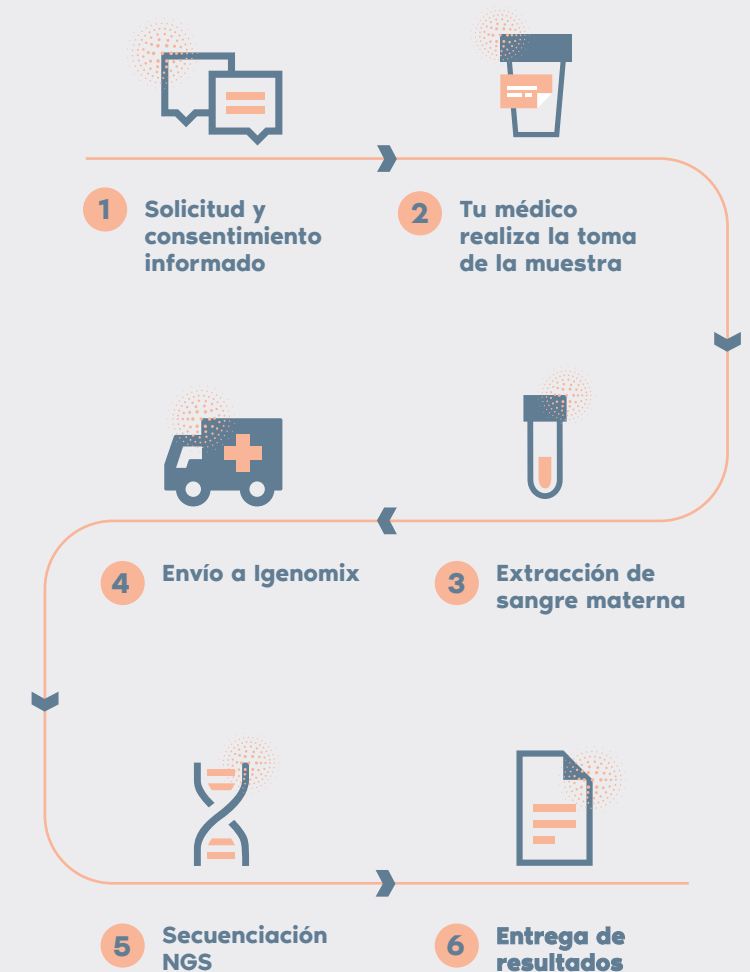 1
Solicitud y
consentimiento
informado
2
Tu médico
realiza la toma
de la muestra
3
Extracción de
sangre materna
4
Envío a Igenomix
5
Secuenciación
NGS
6
Entrega de
resultados